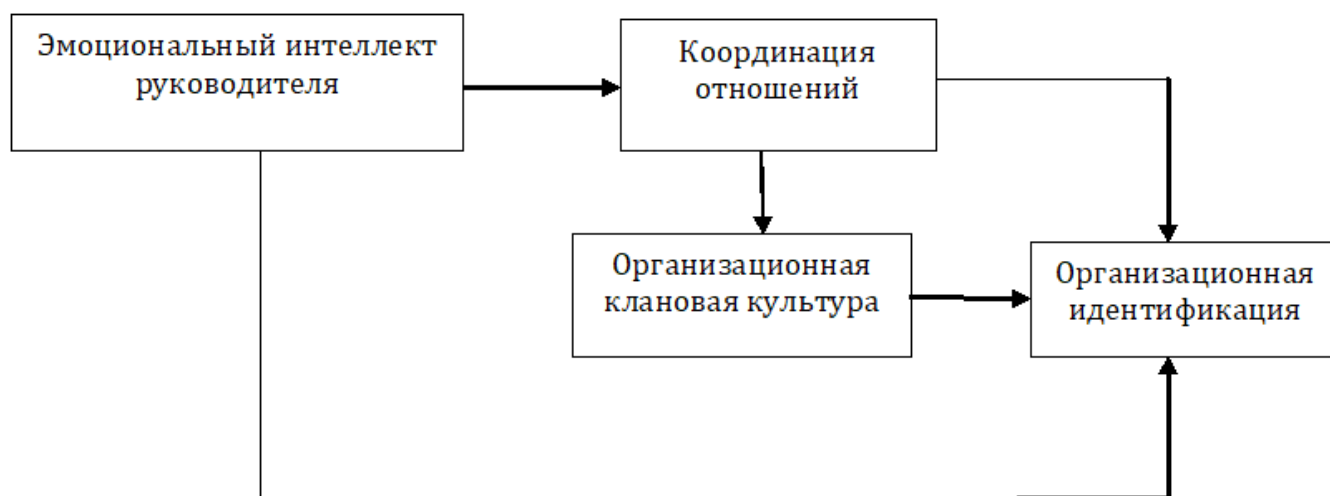 Эмоциональный интеллект
руководителя
Координация
отношений
Организационная
клановая культура
Организационная
идентификация